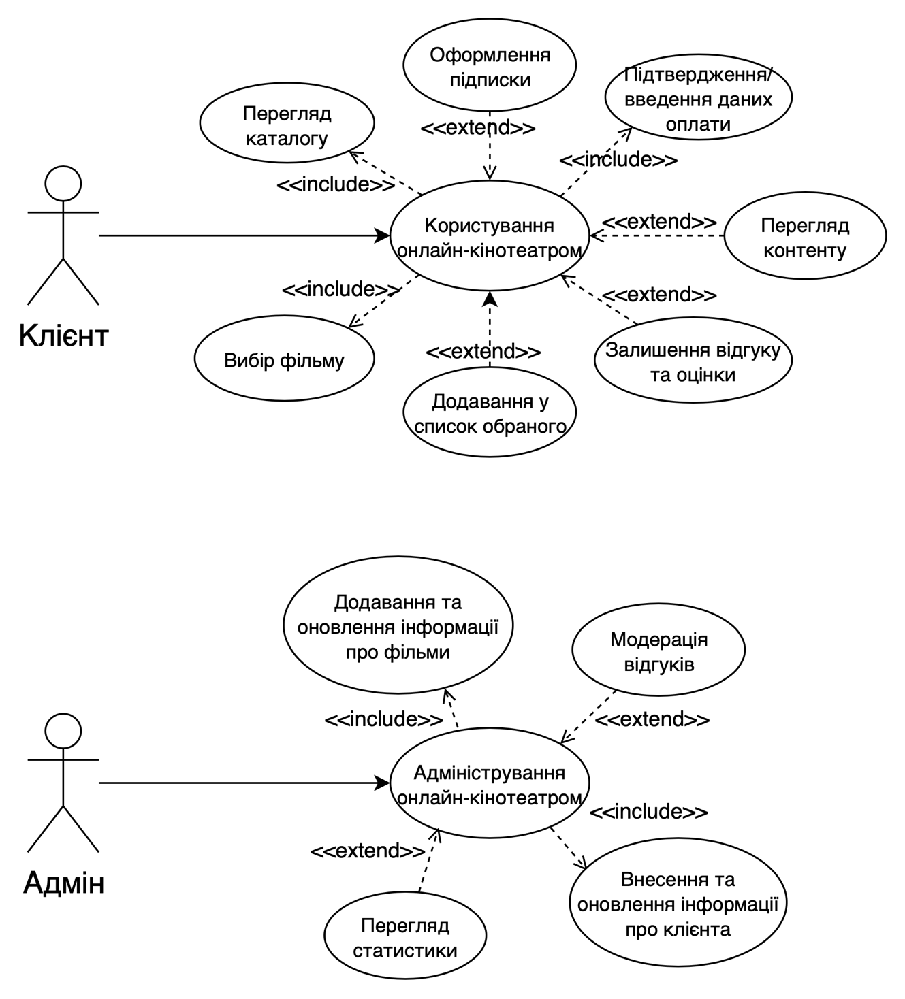 Оформлення
підписки
Підтвердження/
введення даних
оплати
Перегляд
каталогу
<<extend>>
<<include>>
<<include>>
Користування
онлайн-кінотеатром
<<extend>>
Перегляд
контенту
<<include>>
<<extend>>
Клієнт
Вибір фільму
<<extend>>
Залишення відгуку
та оцінки
Додавання у
список обраного
Додавання та
оновлення інформації
про фільми
Модерація
відгуків
<<include>>
<<extend>>
Адміністрування
онлайн-кінотеатром
<<include>>
<<extend>>
Адмін
Внесення та
оновлення інформації
про клієнта
Перегляд
статистики